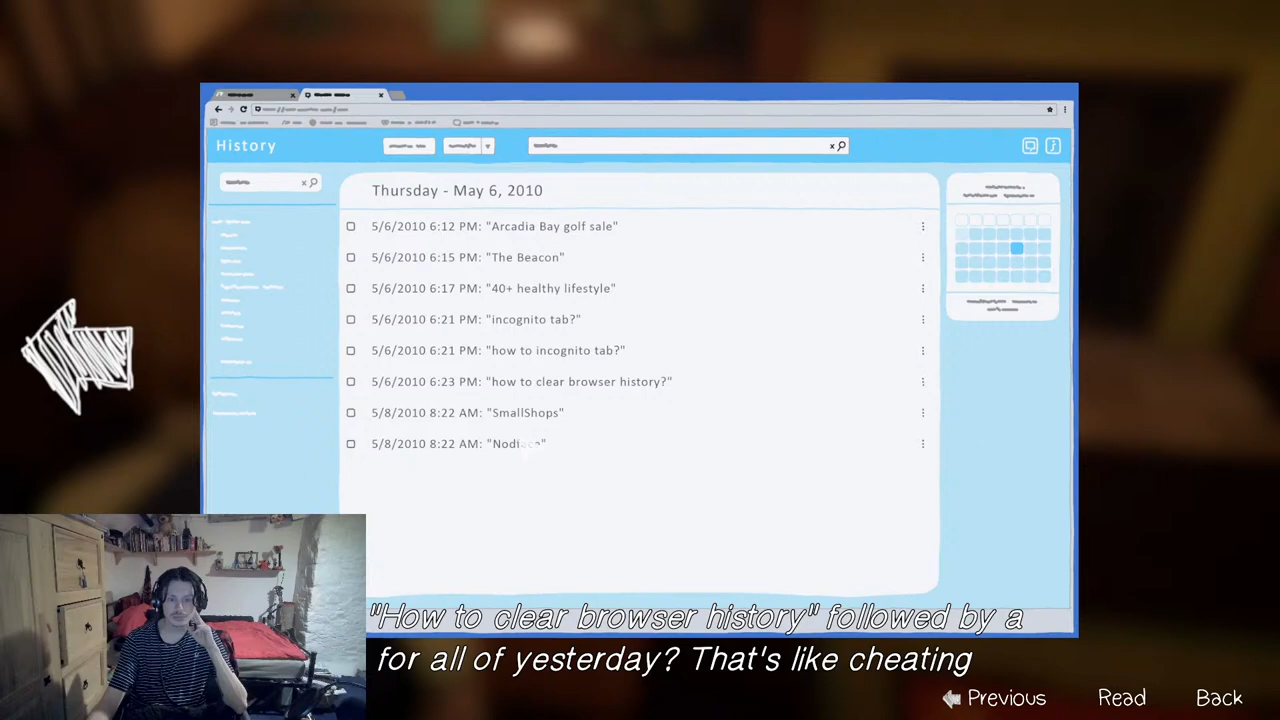 History
Thursday - May 6, 2010
5/6/2010 6:12 PM: "Arcadia Bay golf sale"
5/6/2010 6:15 PM: "The Beacon"
5/6/2010 6:17 PM: "40+ healthy lifestyle"
5/6/2010 6:21 PM: "incognito tab?"
5/6/2010 6:21 PM: "how to incognito tab?"
5/6/2010 6:23 PM: "how to clear browser history?"
5/8/2010 8:22 AM: "SmallShops"
5/8/2010 8:22 AM:
"How to clear browser history" followed by a
for all of yesterday? That's like cheating
Previous Read Back